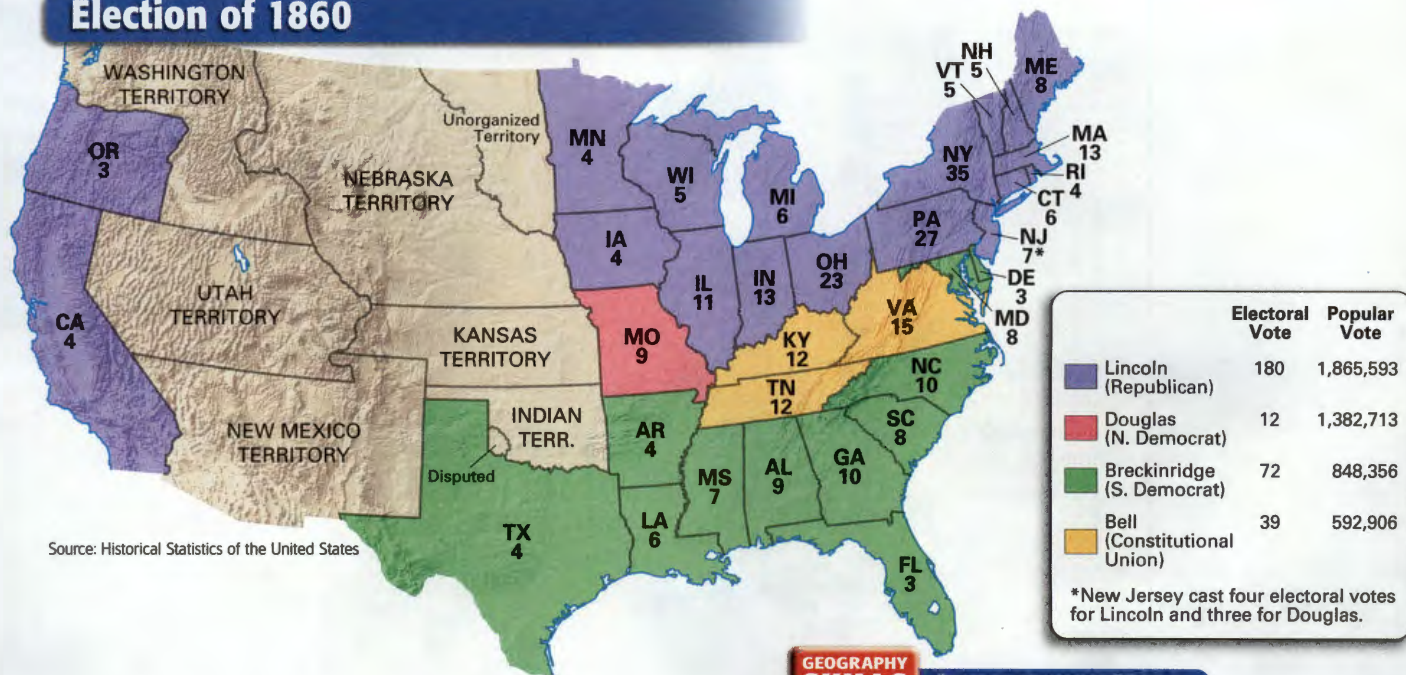 Election of 1860
WASHINGTON
TERRITORY
OR
3
Unorganized
Territory
NEBRASKA
TERRITORY
UTAH
TERRITORY
CA
4
KANSAS
TERRITORY
NEW MEXICO
TERRITORY
INDIAN
TERR.
Disputed
TX
4
MN
4
WI
5
MI
6
IA
4
IL
11
IN
13
OH
23
MO
9
KY
12
TN
12
VA
15
AR
4
LA
6
MS
7
AL
9
GA
10
FL
3
SC
8
NC
10
NH
5
VT
5
ME
8
NY
35
MA
13
RI
4
CT
6
PA
27
NJ
7*
DE
3
MD
8
Source: Historical Statistics of the United States
Electoral Vote Popular Vote
Lincoln (Republican) 180 1,865,593
Douglas (N. Democrat) 12 1,382,713
Breckinridge (S. Democrat) 72 848,356
Bell (Constitutional Union) 39 592,906
*New Jersey cast four electoral votes
for Lincoln and three for Douglas.
GEOGRAPHY